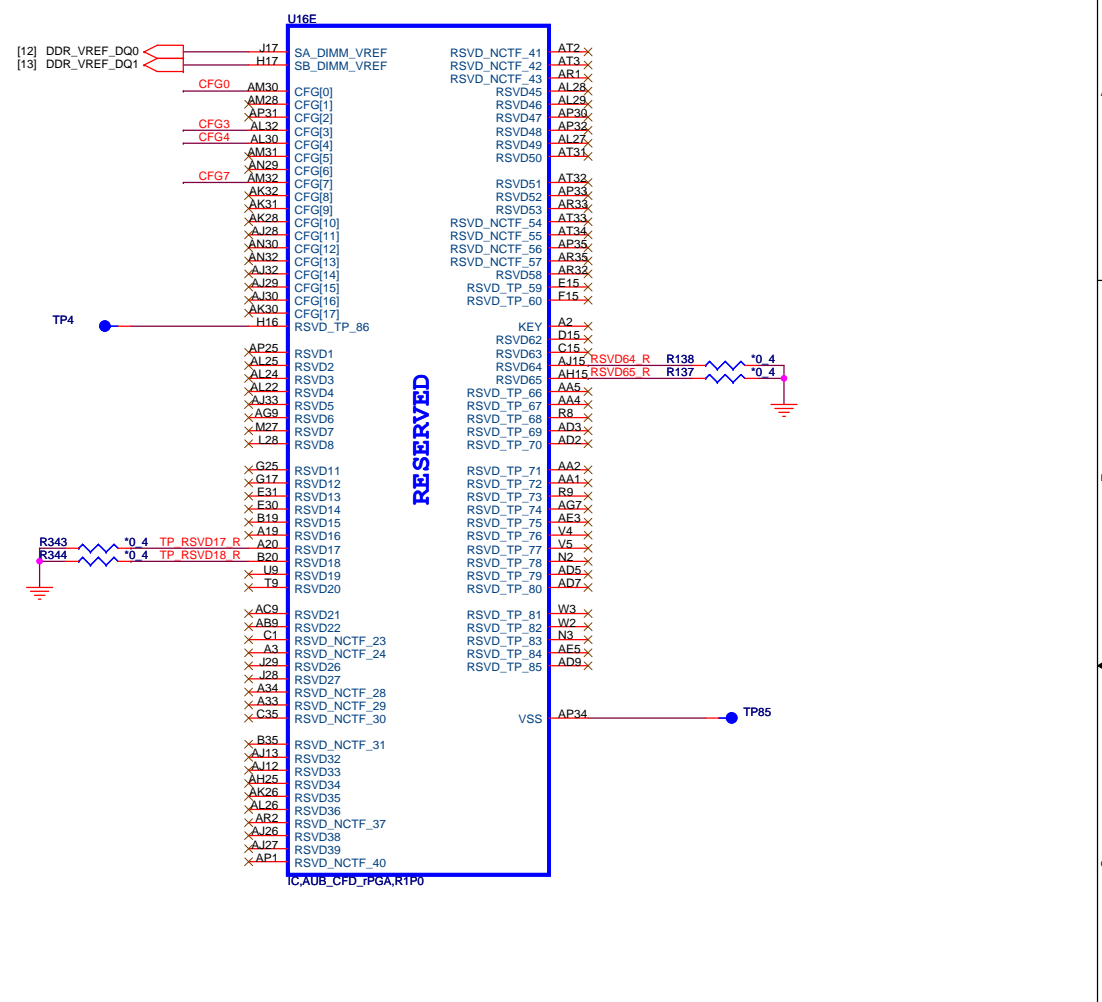 U16E
[12] DDR_VREF_DQ0 J17 SA_DIMM_VREF
[13] DDR_VREF_DQ1 H17 SB_DIMM_VREF
CFG0 AM30 CFG[0]
AM28 CFG[1]
AP31 CFG[2]
CFG3 AL32 CFG[3]
CFG4 AL30 CFG[4]
AM31 CFG[5]
AN29 CFG[6]
CFG7 AM32 CFG[7]
AK32 CFG[8]
AK31 CFG[9]
AK28 CFG[10]
AJ28 CFG[11]
AN30 CFG[12]
AN32 CFG[13]
AJ32 CFG[14]
AJ29 CFG[15]
AJ30 CFG[16]
AK30 CFG[17]
TP4 H16 RSVD_TP_86
AP25 RSVD1
AL25 RSVD2
AL24 RSVD3
AL22 RSVD4
AJ33 RSVD5
AG9 RSVD6
M27 RSVD7
L28 RSVD8
G25 RSVD11
G17 RSVD12
E31 RSVD13
E30 RSVD14
B19 RSVD15
A19 RSVD16
R343 *0_4 TP_RSVD17_R A20 RSVD17
R344 *0_4 TP_RSVD18_R B20 RSVD18
U9 RSVD19
T9 RSVD20
AC9 RSVD21
AB9 RSVD22
C1 RSVD_NCTF_23
A3 RSVD_NCTF_24
J29 RSVD26
J28 RSVD27
A34 RSVD_NCTF_28
A33 RSVD_NCTF_29
C35 RSVD_NCTF_30
B35 RSVD_NCTF_31
AJ13 RSVD32
AJ12 RSVD33
AH25 RSVD34
AK26 RSVD35
AL26 RSVD36
AR2 RSVD_NCTF_37
AJ26 RSVD38
AJ27 RSVD39
AP1 RSVD_NCTF_40
RESERVED
RSVD_NCTF_41 AT2
RSVD_NCTF_42 AT3
RSVD_NCTF_43 AR1
RSVD45 AL28
RSVD46 AL29
RSVD47 AP30
RSVD48 AP32
RSVD49 AL27
RSVD50 AT31
RSVD51 AT32
RSVD52 AP33
RSVD53 AR33
RSVD_NCTF_54 AT33
RSVD_NCTF_55 AT34
RSVD_NCTF_56 AP35
RSVD_NCTF_57 AR35
RSVD58 AR32
RSVD_TP_59 E15
RSVD_TP_60 F15
KEY A2
RSVD62 D15
RSVD63 C15
RSVD64 AJ15 RSVD64_R R138 *0_4
RSVD65 AH15 RSVD65_R R137 *0_4
RSVD_TP_66 AA5
RSVD_TP_67 AA4
RSVD_TP_68 R8
RSVD_TP_69 AD3
RSVD_TP_70 AD2
RSVD_TP_71 AA2
RSVD_TP_72 AA1
RSVD_TP_73 R9
RSVD_TP_74 AG7
RSVD_TP_75 AE3
RSVD_TP_76 V4
RSVD_TP_77 V5
RSVD_TP_78 N2
RSVD_TP_79 AD5
RSVD_TP_80 AD7
RSVD_TP_81 W3
RSVD_TP_82 W2
RSVD_TP_83 N3
RSVD_TP_84 AE5
RSVD_TP_85 AD9
VSS AP34 TP85
IC,AUB_CFD_rPGA,R1P0